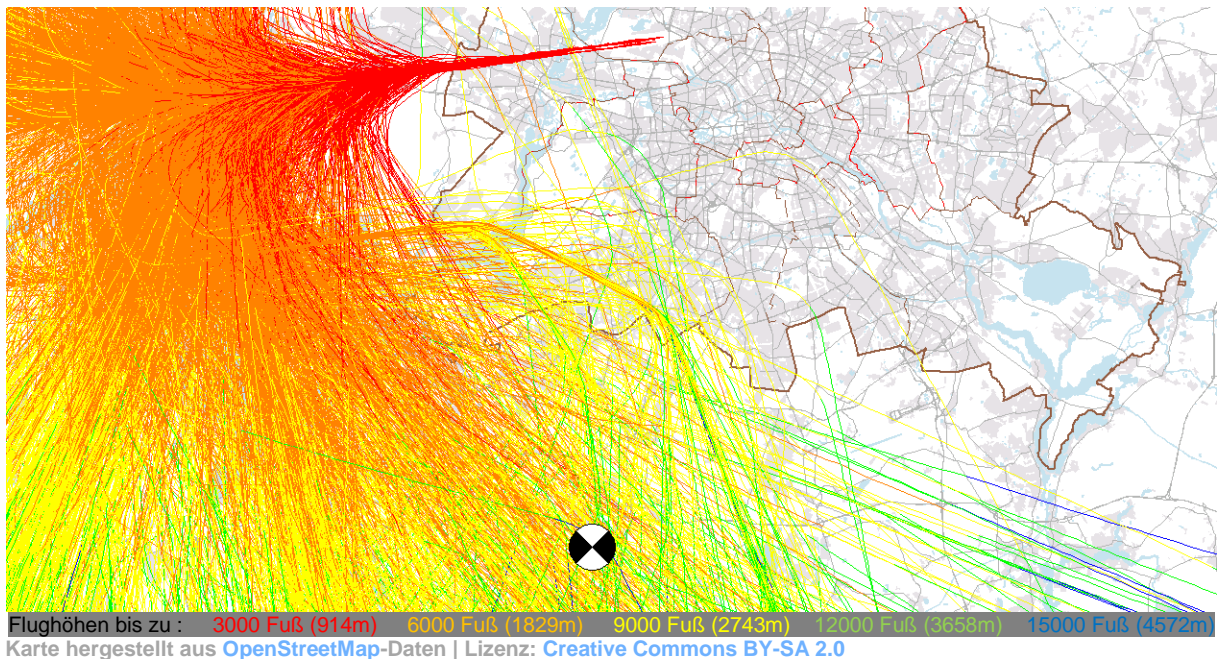 Flughöhen bis zu : 3000 Fuß (914m) 6000 Fuß (1829m) 9000 Fuß (2743m) 12000 Fuß (3658m) 15000 Fuß (4572m)
Karte hergestellt aus OpenStreetMap-Daten | Lizenz: Creative Commons BY-SA 2.0